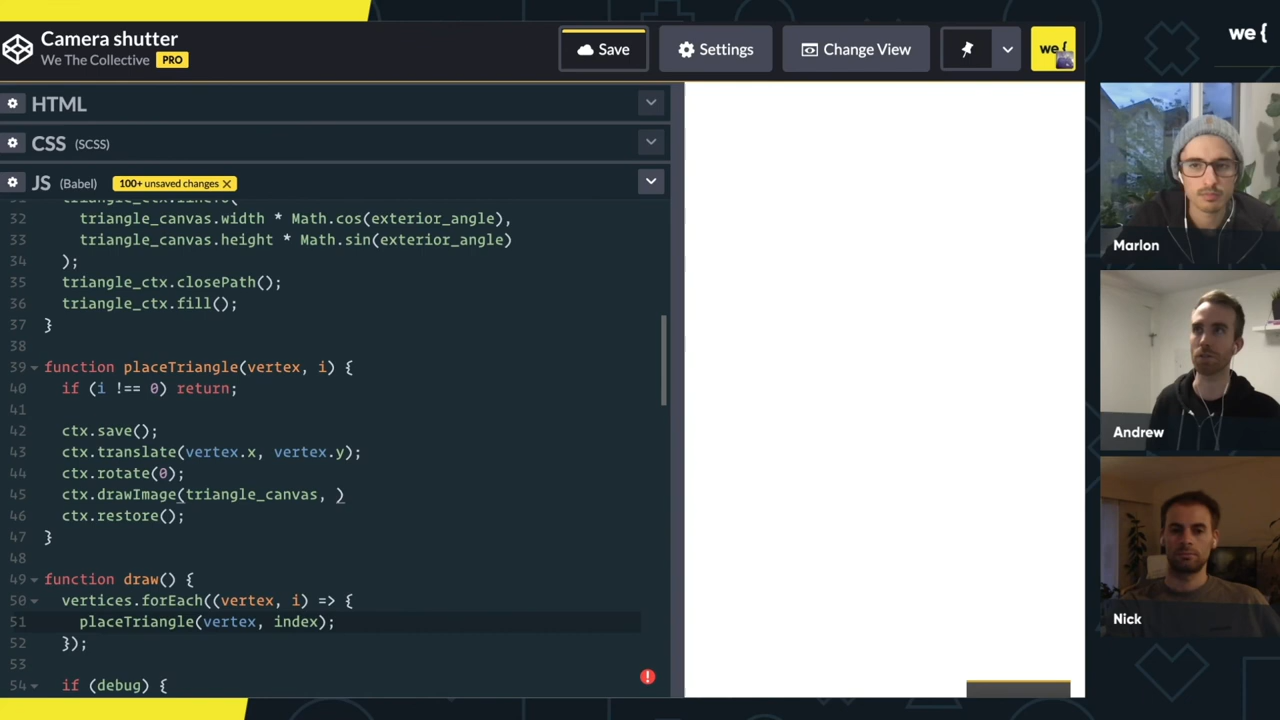 Camera shutter
We The Collective PRO
Save
Settings
Change View
we {
we {
HTML
CSS (SCSS)
JS (Babel) 100+ unsaved changes X
32 triangle_canvas.width * Math.cos(exterior_angle),
33 triangle_canvas.height * Math.sin(exterior_angle)
34 );
35 triangle_ctx.closePath();
36 triangle_ctx.fill();
37 }
38
39 function placeTriangle(vertex, i) {
40 if (i !== 0) return;
41
42 ctx.save();
43 ctx.translate(vertex.x, vertex.y);
44 ctx.rotate(0);
45 ctx.drawImage(triangle_canvas, )
46 ctx.restore();
47 }
48
49 function draw() {
50 vertices.forEach((vertex, i) => {
51 placeTriangle(vertex, index);
52 });
53
54 if (debug) {
Marlon
Andrew
Nick